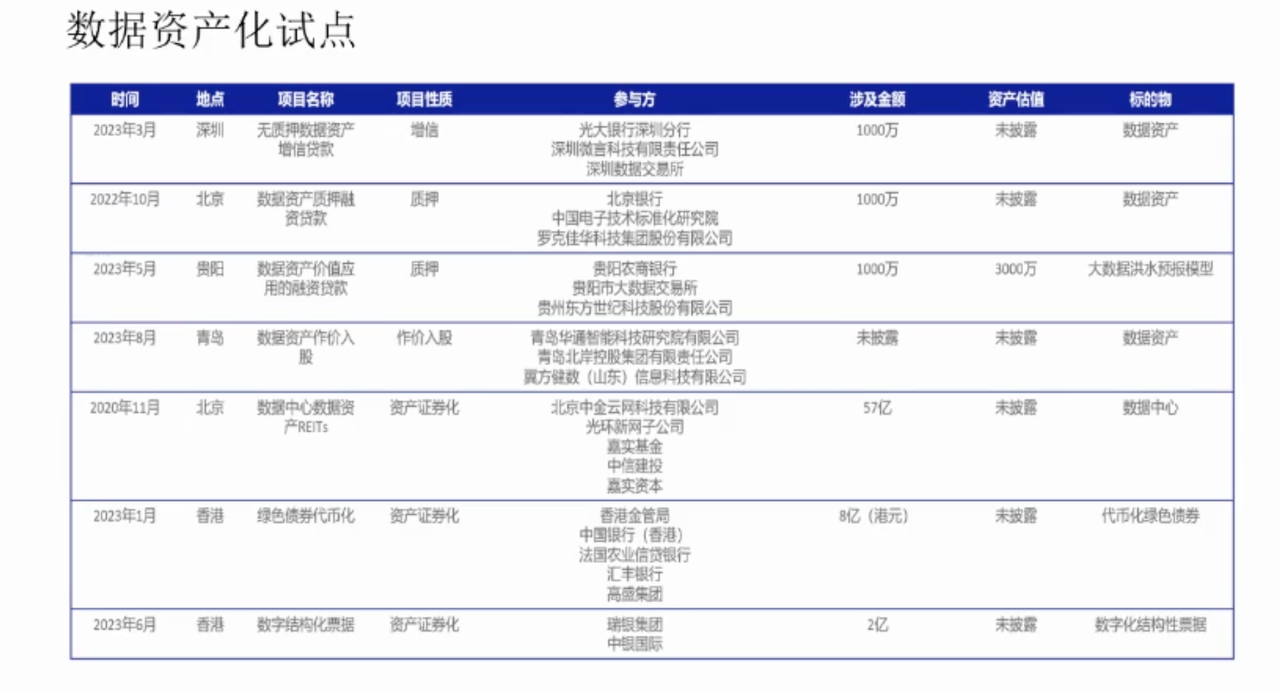 数据资产化试点
时间 地点 项目名称 项目性质 参与方 涉及金额 资产估值 标的物
2023年3月 深圳 无质押数据资产 增信 光大银行深圳分行 1000万 未披露 数据资产
增信贷款 深圳微言科技有限责任公司
深圳数据交易所
2022年10月 北京 数据资产质押融 质押 北京银行 1000万 未披露 数据资产
资贷款 中国电子技术标准化研究院
罗克佳华科技集团股份有限公司
2023年5月 贵阳 数据资产价值应 质押 贵阳农商银行 1000万 3000万 大数据洪水预报模型
用的融资贷款 贵阳市大数据交易所
贵州东方世纪科技股份有限公司
2023年8月 青岛 数据资产作价入 作价入股 青岛华通智能科技研究院有限公司 未披露 未披露 数据资产
股 青岛北岸控股集团有限责任公司
翼方健数（山东）信息科技有限公司
2020年11月 北京 数据中心数据资 资产证券化 北京中金云网科技有限公司 57亿 未披露 数据中心
产REITs 光环新网子公司
嘉实基金
中信建投
嘉实资本
2023年1月 香港 绿色债券代币化 资产证券化 香港金管局 8亿（港元） 未披露 代币化绿色债券
中国银行（香港）
法国农业信贷银行
汇丰银行
高盛集团
2023年6月 香港 数字结构化票据 资产证券化 瑞银集团 2亿 未披露 数字化结构性票据
中银国际